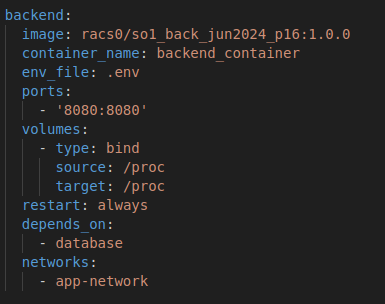 backend:
  image: racs0/so1_back_jun2024_p16:1.0.0
  container_name: backend_container
  env_file: .env
  ports:
    - '8080:8080'
  volumes:
    - type: bind
      source: /proc
      target: /proc
  restart: always
  depends_on:
    - database
  networks:
    - app-network